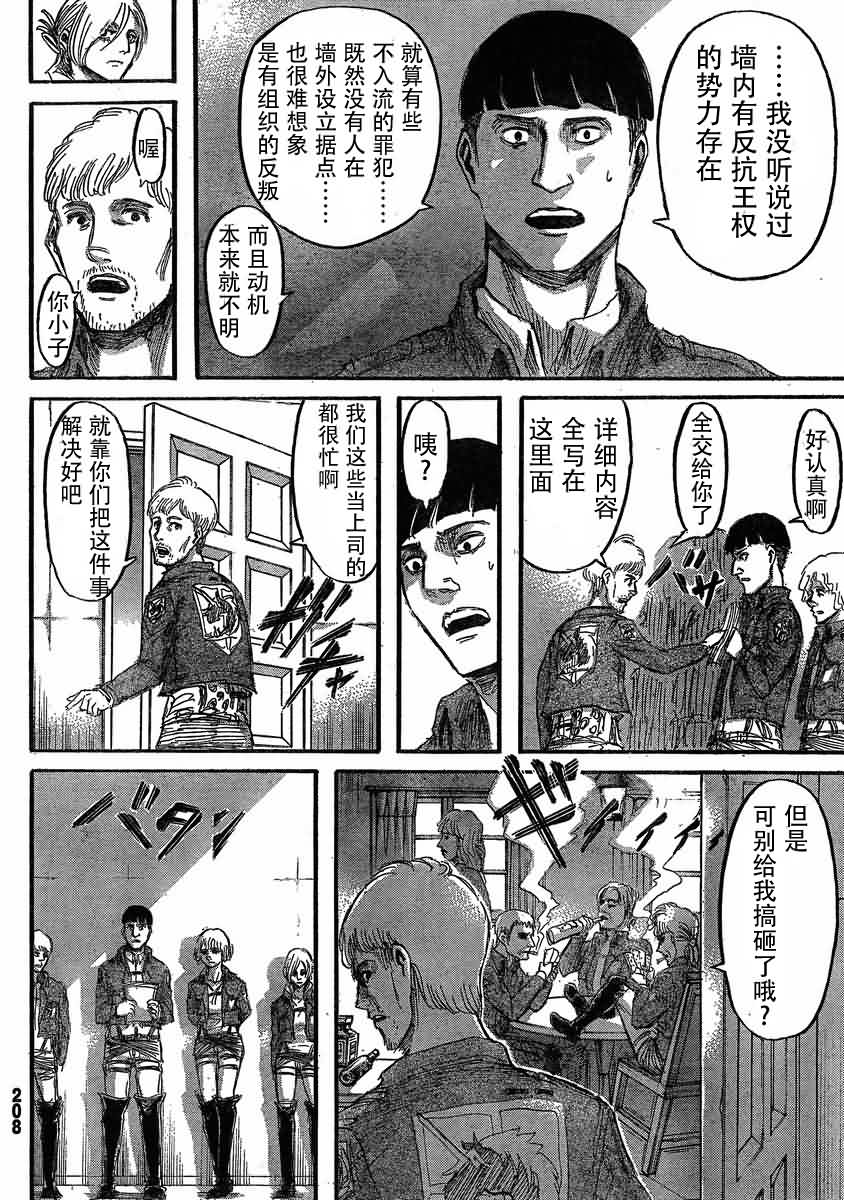 ……我没听说过
墙内有反抗王权
的势力存在
就算有些
不入流的罪犯……
既然没有人在
墙外设立据点……
也很难想象
是有组织的反叛
而且动机
本来就不明
喔
你小子
好认真啊
全交给你了
详细内容
全写在
这里面
咦?
我们这些当上司的
都很忙啊
就靠你们把这件事
解决好吧
但是
可别给我搞砸了哦?
バタン
208